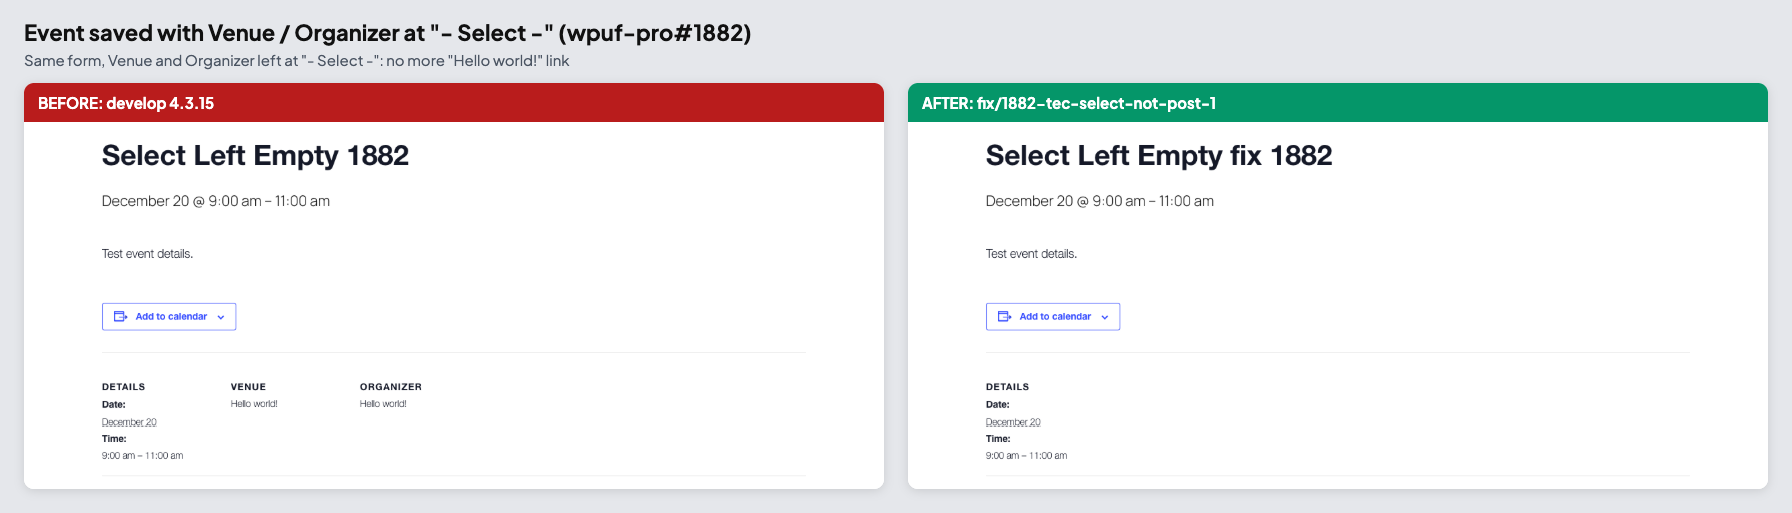 Event saved with Venue / Organizer at "- Select -" (wpuf-pro#1882)
Same form, Venue and Organizer left at "- Select -": no more "Hello world!" link
BEFORE: develop 4.3.15
Select Left Empty 1882
December 20 @ 9:00 am – 11:00 am
Test event details.
Add to calendar
DETAILS
Date:
December 20
Time:
9:00 am – 11:00 am
VENUE
Hello world!
ORGANIZER
Hello world!
AFTER: fix/1882-tec-select-not-post-1
Select Left Empty fix 1882
December 20 @ 9:00 am – 11:00 am
Test event details.
Add to calendar
DETAILS
Date:
December 20
Time:
9:00 am – 11:00 am